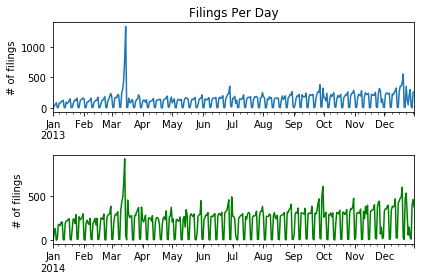 Filings Per Day
# of filings
1000
500
0
Jan Feb Mar Apr May Jun Jul Aug Sep Oct Nov Dec
2013
# of filings
500
0
Jan Feb Mar Apr May Jun Jul Aug Sep Oct Nov Dec
2014